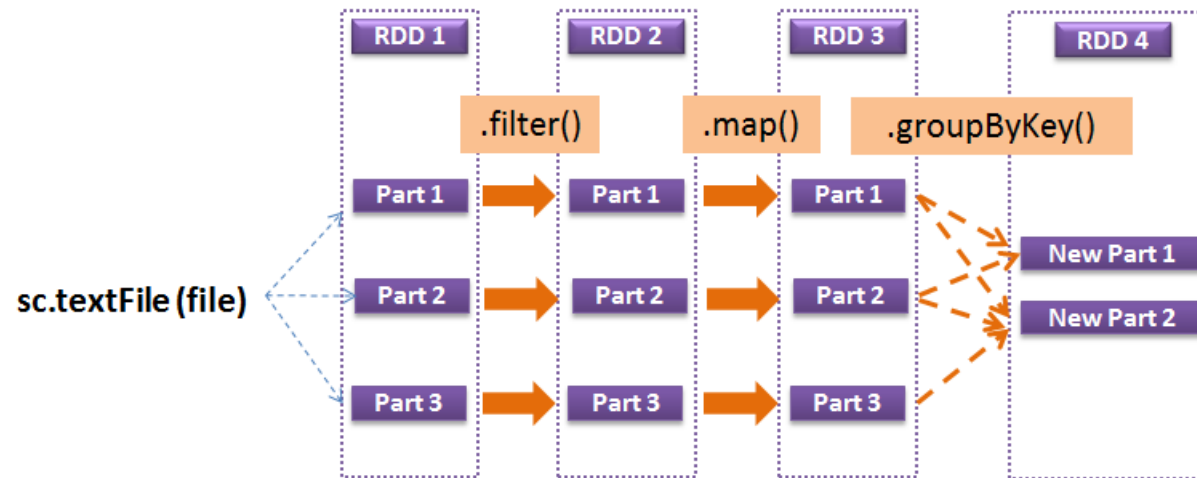 RDD 1
RDD 2
RDD 3
RDD 4
.filter()
.map()
.groupByKey()
Part 1
Part 1
Part 1
New Part 1
sc.textFile (file)
Part 2
Part 2
Part 2
New Part 2
Part 3
Part 3
Part 3